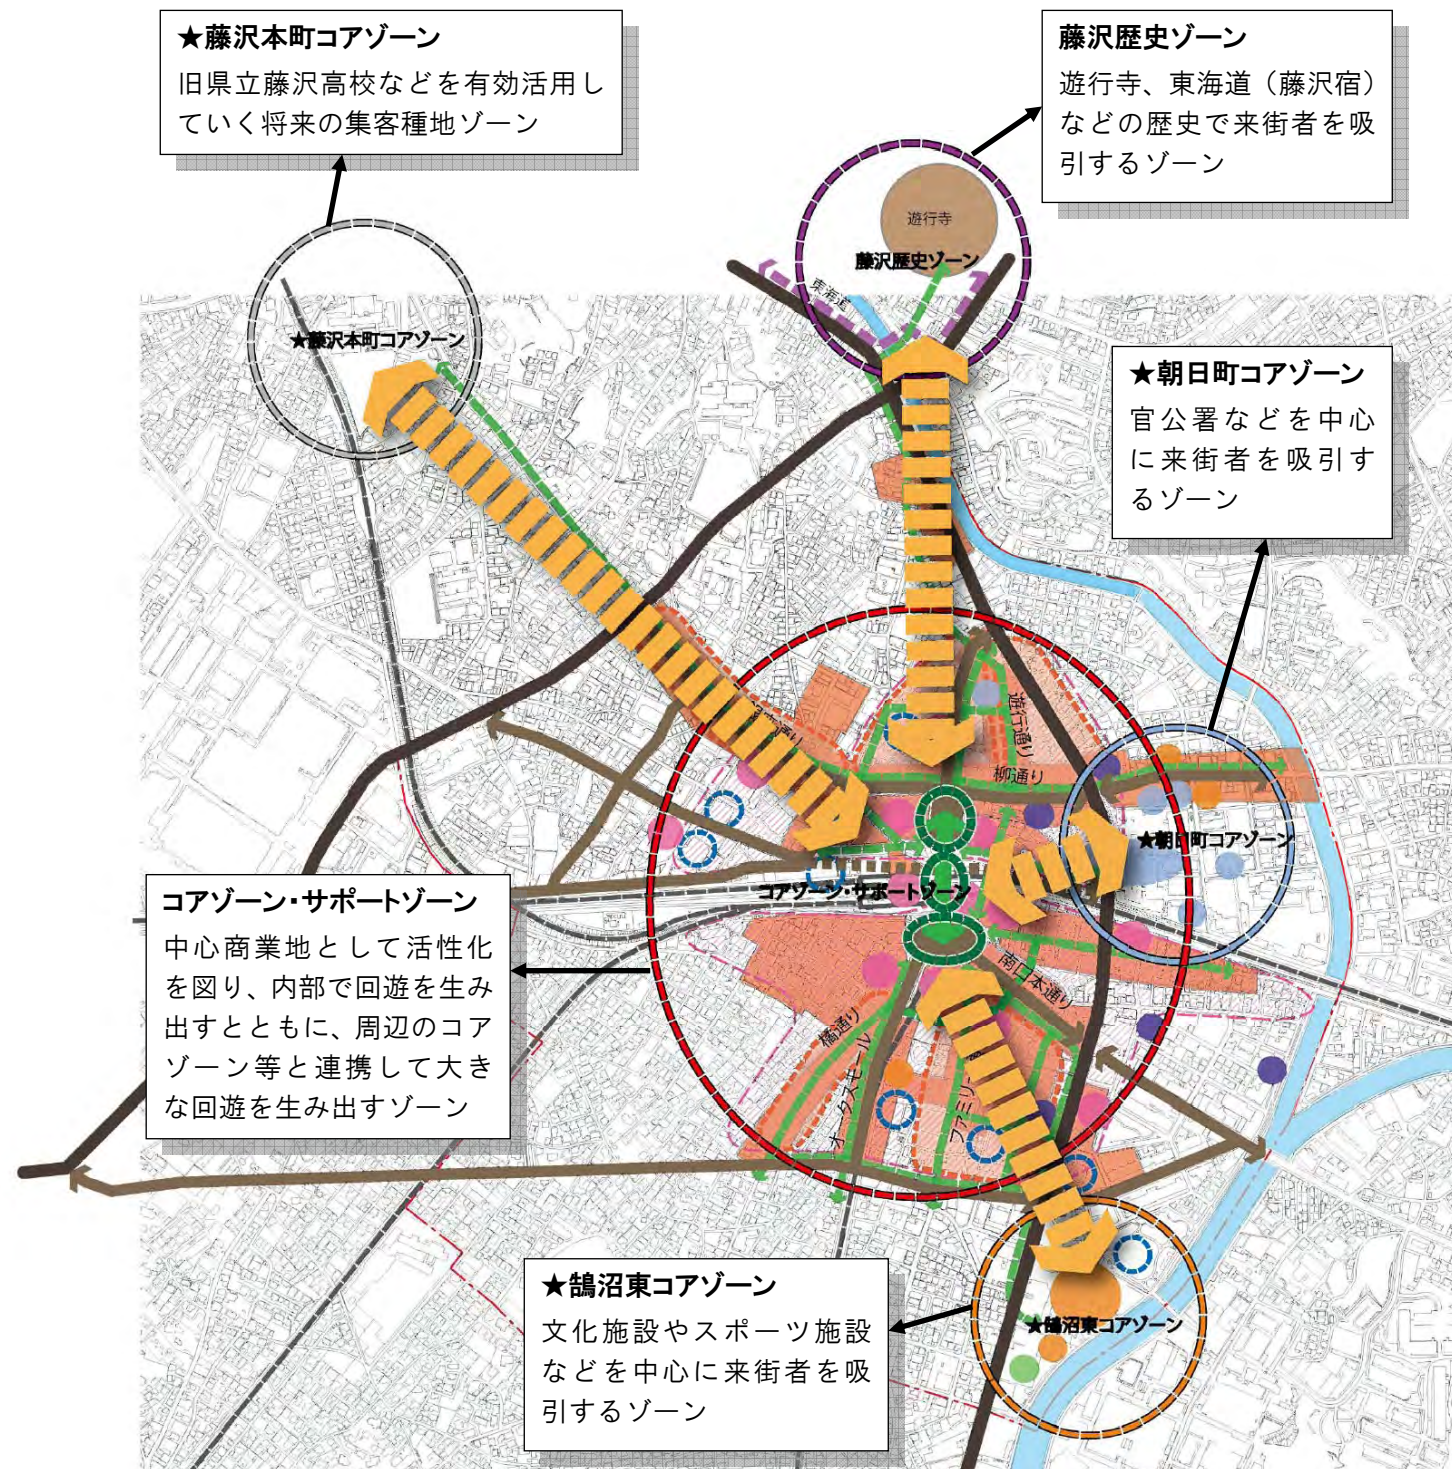 ★藤沢本町コアゾーン
旧県立藤沢高校などを有効活用し
ていく将来の集客種地ゾーン
藤沢歴史ゾーン
遊行寺、東海道（藤沢宿）
などの歴史で来街者を吸
引するゾーン
遊行寺
藤沢歴史ゾーン
東海道
★藤沢本町コアゾーン
★朝日町コアゾーン
官公署などを中心
に来街者を吸引す
るゾーン
遊行通り
柳通り
★朝日町コアゾーン
コアゾーン・サポートゾーン
コアゾーン・サポートゾーン
中心商業地として活性化
を図り、内部で回遊を生み
出すとともに、周辺のコア
ゾーン等と連携して大き
な回遊を生み出すゾーン
南口本通り
橘通り
オークスモール
ファミリー
★鵠沼東コアゾーン
文化施設やスポーツ施設
などを中心に来街者を吸
引するゾーン
★鵠沼東コアゾーン